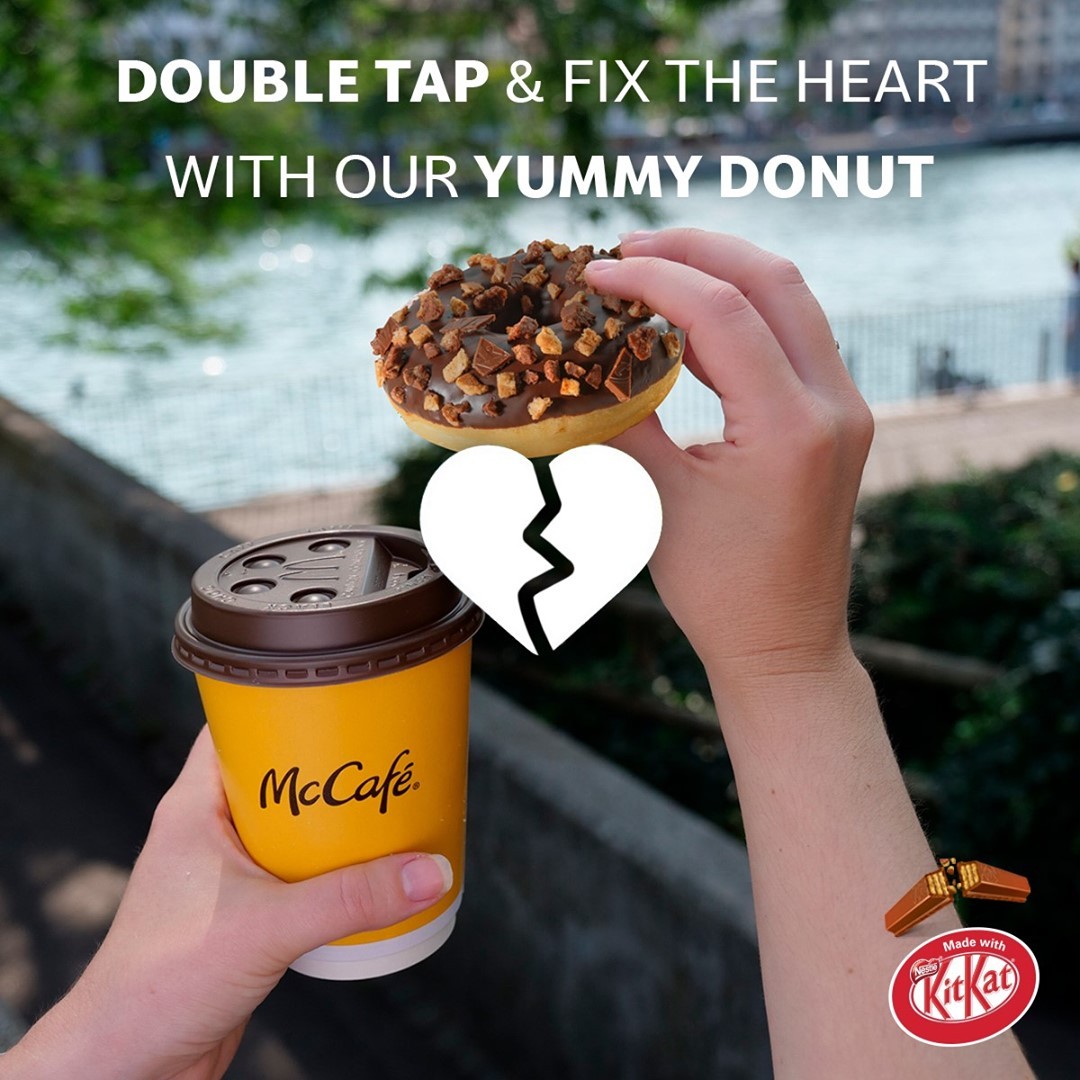 DOUBLE TAP & FIX THE HEART
WITH OUR YUMMY DONUT
McCafé®
Made with
Nestlé
KitKat